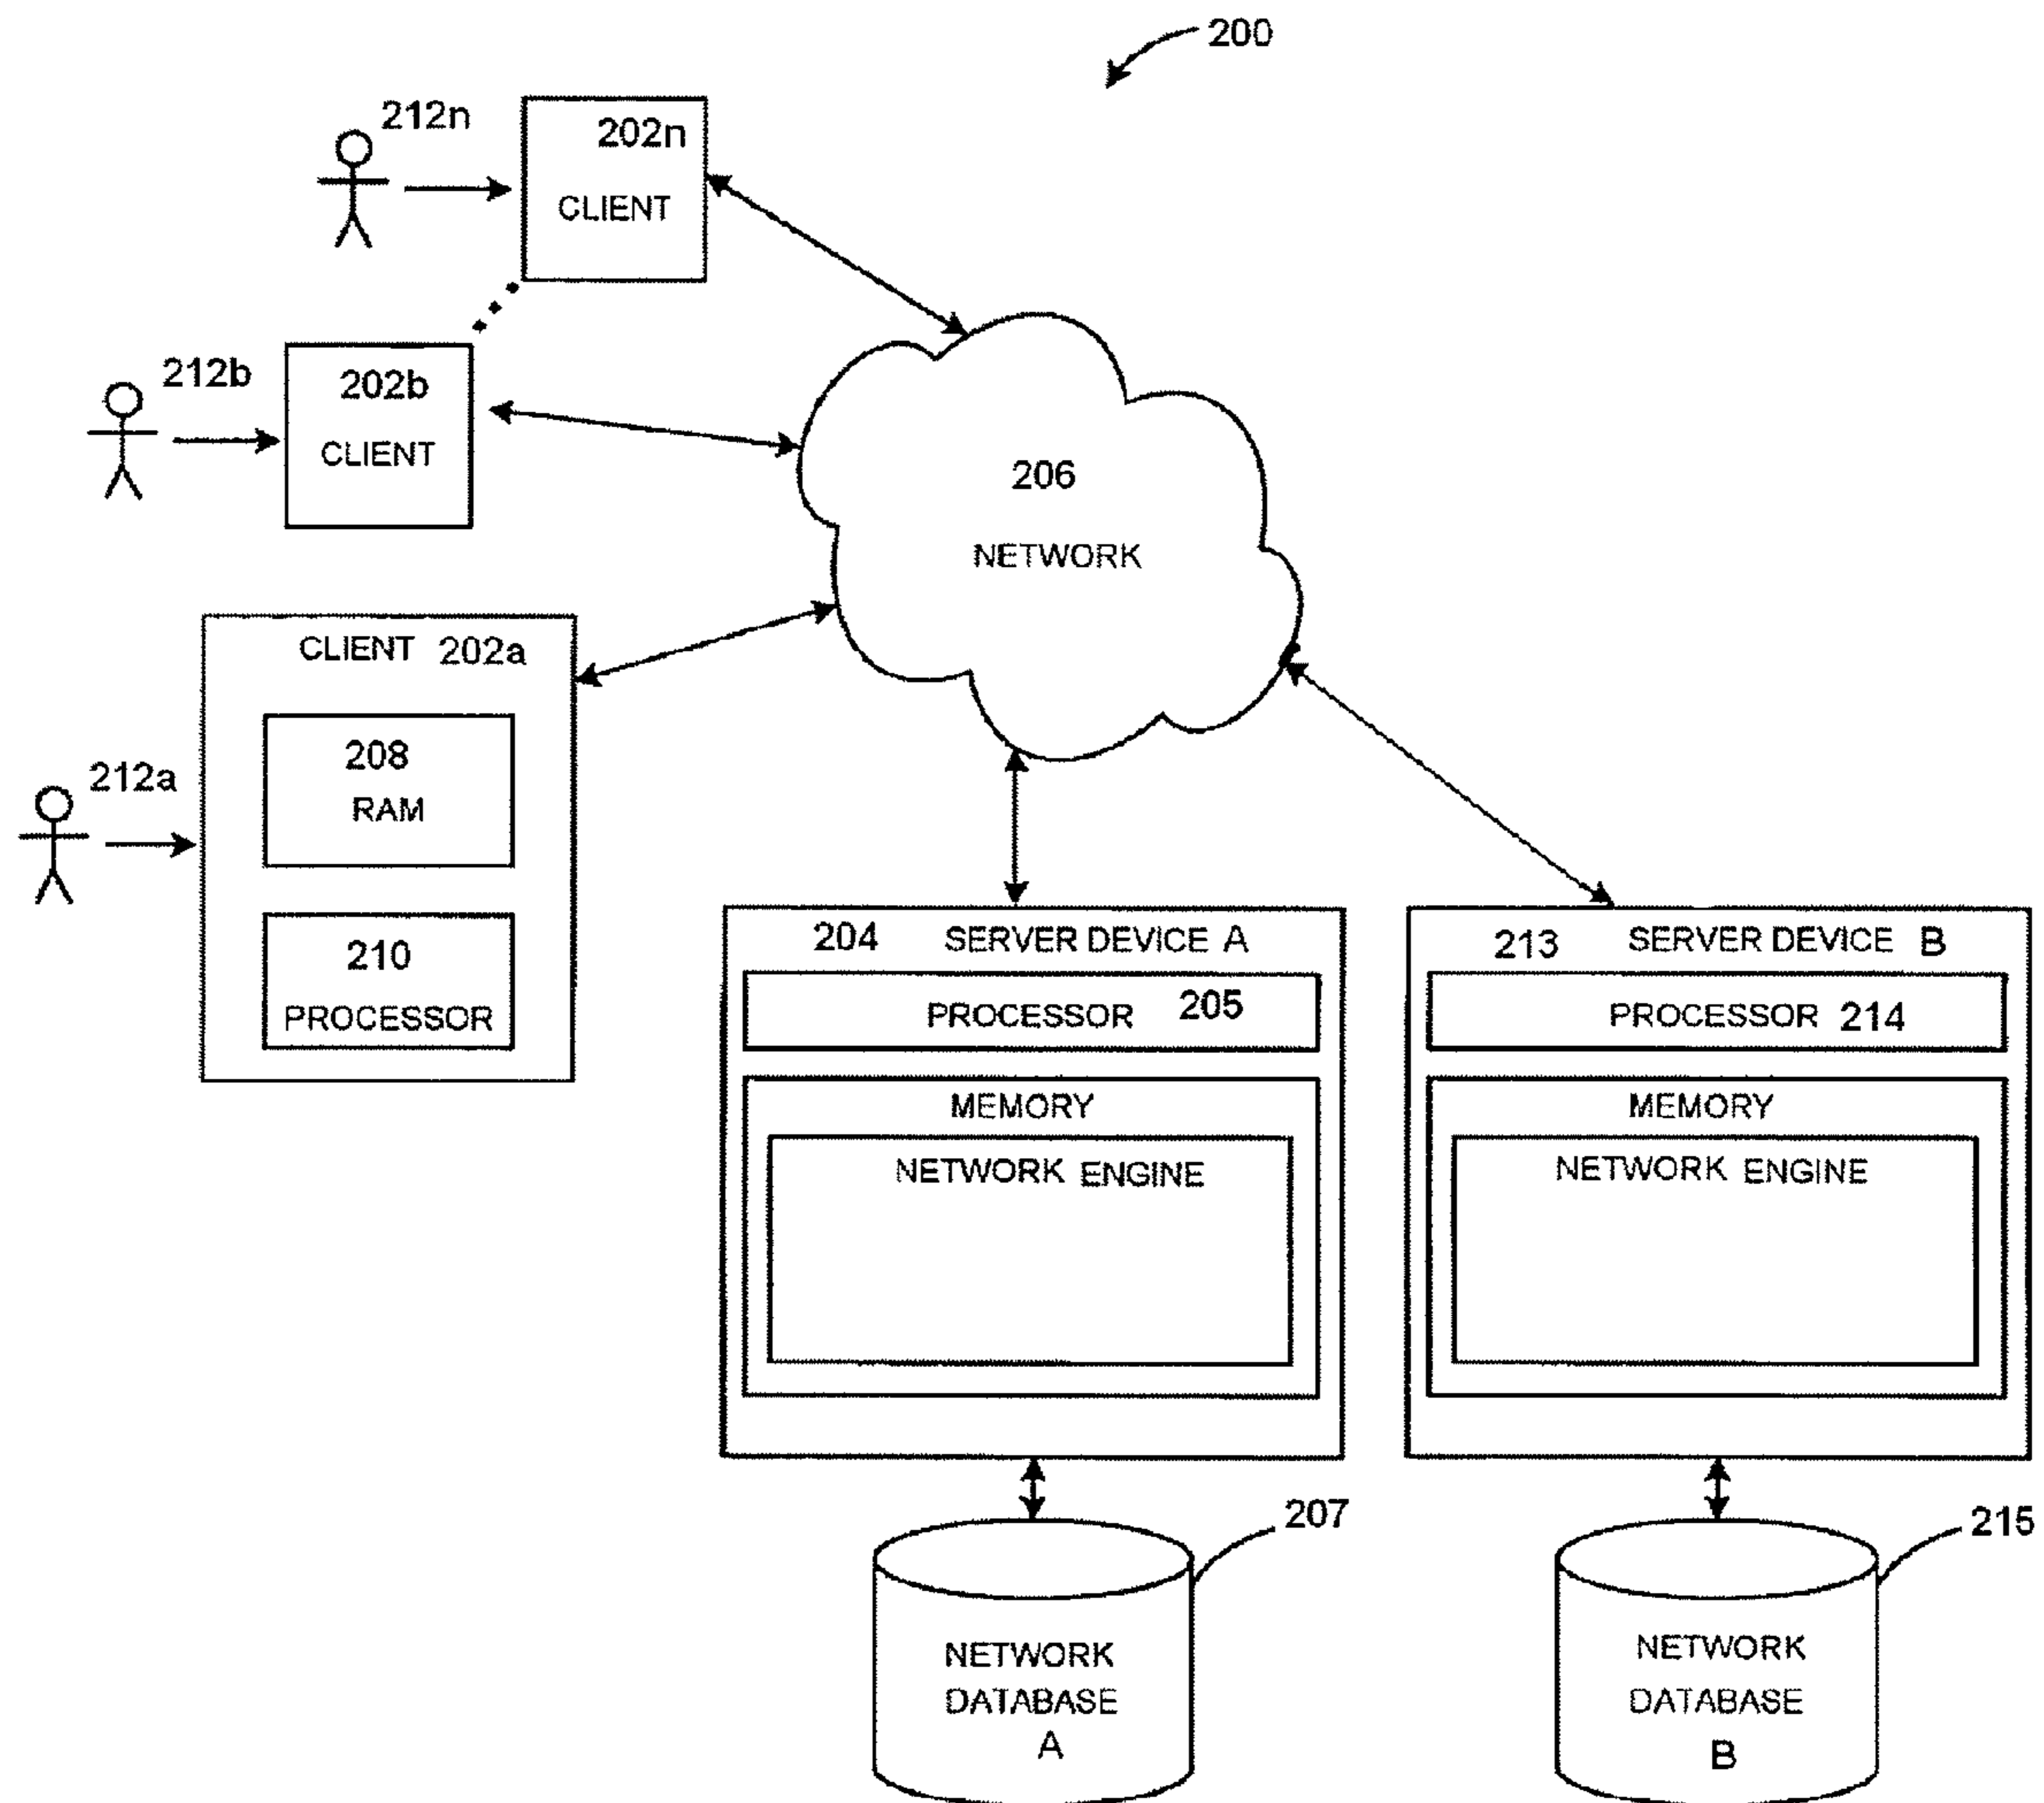 200
212n
202n
CLIENT
212b
202b
CLIENT
206
NETWORK
CLIENT 202a
208
RAM
212a
210
PROCESSOR
204 SERVER DEVICE A
PROCESSOR 205
MEMORY
NETWORK ENGINE
213 SERVER DEVICE B
PROCESSOR 214
MEMORY
NETWORK ENGINE
207
NETWORK
DATABASE
A
215
NETWORK
DATABASE
B